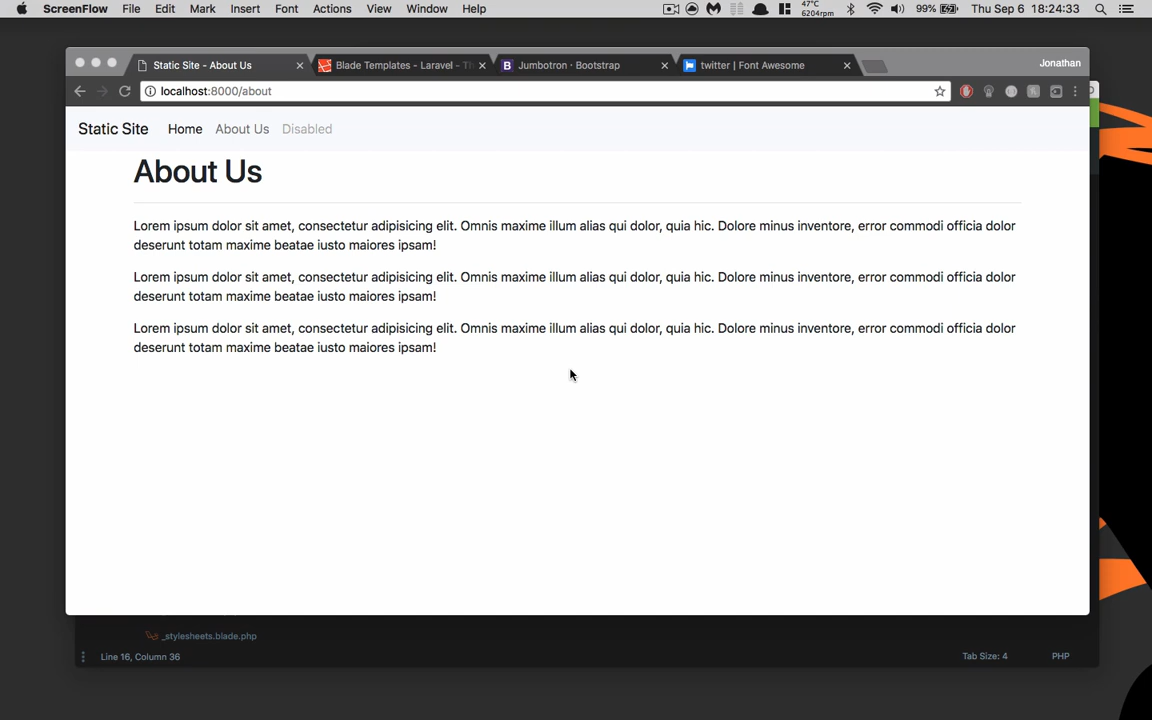 ScreenFlow File Edit Mark Insert Font Actions View Window Help 47°C 6204rpm 99% Thu Sep 6 18:24:33
Static Site - About Us Blade Templates - Laravel - Th Jumbotron · Bootstrap twitter | Font Awesome Jonathan
localhost:8000/about
Static Site Home About Us Disabled
About Us
Lorem ipsum dolor sit amet, consectetur adipisicing elit. Omnis maxime illum alias qui dolor, quia hic. Dolore minus inventore, error commodi officia dolor
deserunt totam maxime beatae iusto maiores ipsam!
Lorem ipsum dolor sit amet, consectetur adipisicing elit. Omnis maxime illum alias qui dolor, quia hic. Dolore minus inventore, error commodi officia dolor
deserunt totam maxime beatae iusto maiores ipsam!
Lorem ipsum dolor sit amet, consectetur adipisicing elit. Omnis maxime illum alias qui dolor, quia hic. Dolore minus inventore, error commodi officia dolor
deserunt totam maxime beatae iusto maiores ipsam!
_stylesheets.blade.php
Line 16, Column 36 Tab Size: 4 PHP